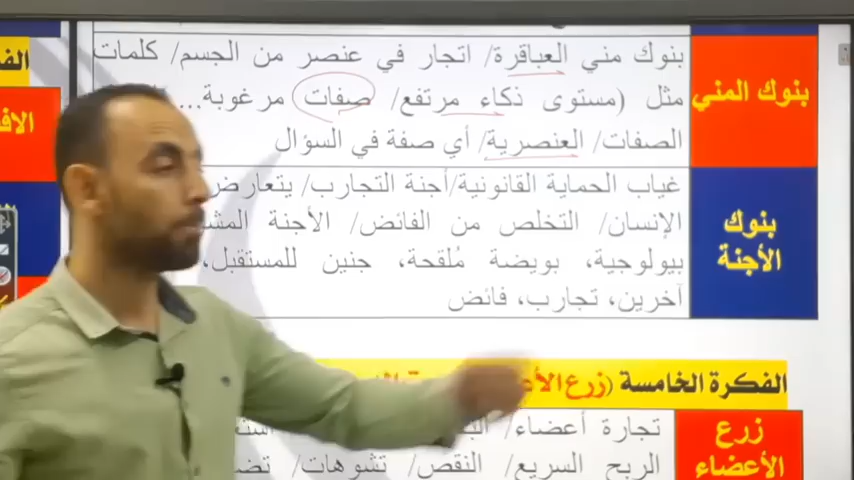 بنوك المني
بنوك مني العباقرة/ اتجار في عنصر من الجسم/ كلمات
مثل (مستوى ذكاء مرتفع/ صفات مرغوبة...
الصفات/ العنصرية/ أي صفة في السؤال
بنوك
الأجنة
غياب الحماية القانونية/أجنة التجارب/ يتعارض
الإنسان/ التخلص من الفائض/ الأجنة
بيولوجية، بويضة مُلقحة، جنين للمستقبل،
آخرين، تجارب، فائض
الفكرة الخامسة (زرع
زرع
الأعضاء
تجارة أعضاء/
الربح السريع/ النقص/ تشوهات/